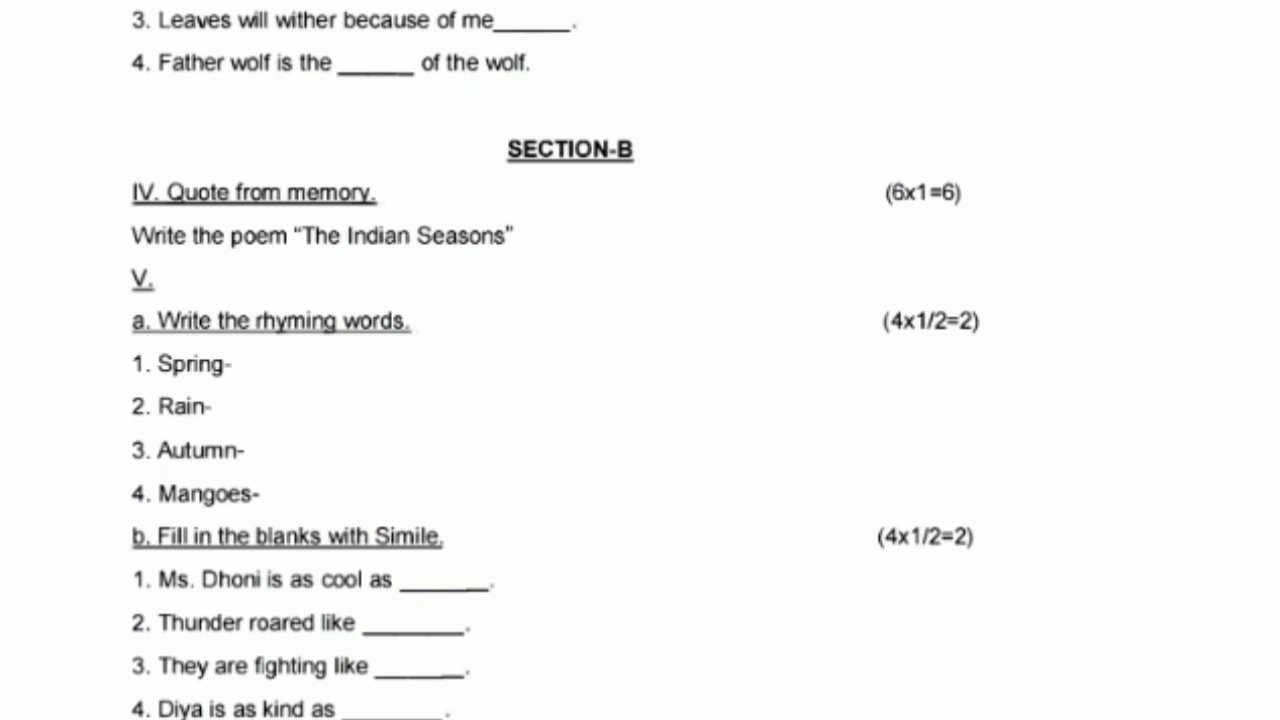 3. Leaves will wither because of me______.
4. Father wolf is the ______ of the wolf.
SECTION-B
IV. Quote from memory. (6x1=6)
Write the poem “The Indian Seasons”
V.
a. Write the rhyming words. (4x1/2=2)
1. Spring-
2. Rain-
3. Autumn-
4. Mangoes-
b. Fill in the blanks with Simile. (4x1/2=2)
1. Ms. Dhoni is as cool as _______.
2. Thunder roared like ________.
3. They are fighting like _______.
4. Diya is as kind as ________.